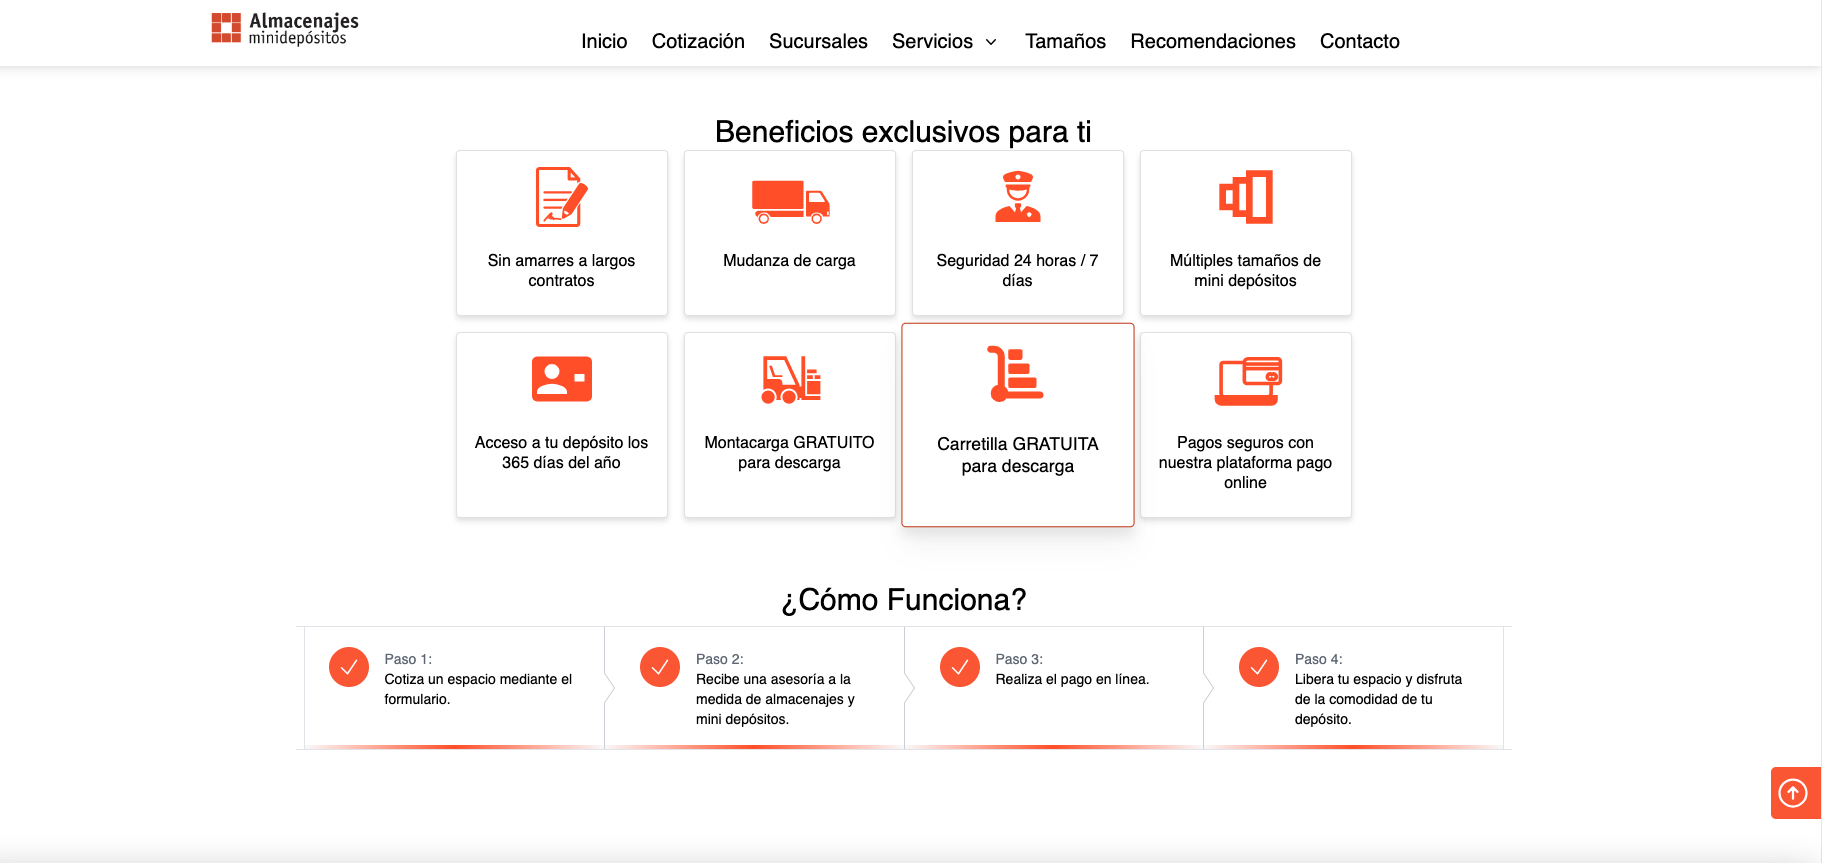 Almacenajes
minidepósitos
Inicio Cotización Sucursales Servicios Tamaños Recomendaciones Contacto
Beneficios exclusivos para ti
Sin amarres a largos
contratos
Mudanza de carga
Seguridad 24 horas / 7
días
Múltiples tamaños de
mini depósitos
Acceso a tu depósito los
365 días del año
Montacarga GRATUITO
para descarga
Carretilla GRATUITA
para descarga
Pagos seguros con
nuestra plataforma pago
online
¿Cómo Funciona?
Paso 1:
Cotiza un espacio mediante el
formulario.
Paso 2:
Recibe una asesoría a la
medida de almacenajes y
mini depósitos.
Paso 3:
Realiza el pago en línea.
Paso 4:
Libera tu espacio y disfruta
de la comodidad de tu
depósito.